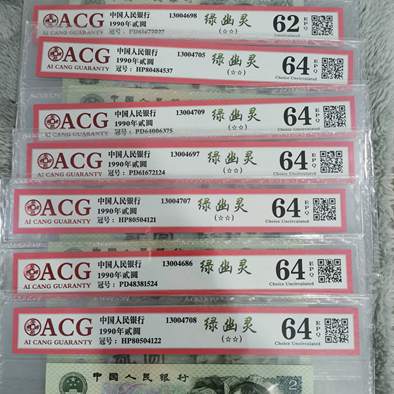 ACG
AI CANG GUARANTY
中国人民银行 13004698
1990年贰圆
绿幽灵
(☆☆)
62 EPQ
Choice Uncirculated
ACG
AI CANG GUARANTY
中国人民银行 13004705
1990年贰圆
冠号: HP80484537
绿幽灵
(☆☆)
64 EPQ
Choice Uncirculated
ACG
AI CANG GUARANTY
中国人民银行 13004709
1990年贰圆
冠号: PD64006375
绿幽灵
(☆☆)
64 EPQ
Choice Uncirculated
ACG
AI CANG GUARANTY
中国人民银行 13004697
1990年贰圆
冠号: PD61672124
绿幽灵
(☆☆)
64 EPQ
Choice Uncirculated
ACG
AI CANG GUARANTY
中国人民银行 13004707
1990年贰圆
冠号: HP80504121
绿幽灵
(☆☆)
64 EPQ
Choice Uncirculated
ACG
AI CANG GUARANTY
中国人民银行 13004686
1990年贰圆
冠号: PD48381524
绿幽灵
(☆☆)
64 EPQ
Choice Uncirculated
ACG
AI CANG GUARANTY
中国人民银行 13004708
1990年贰圆
冠号: HP80504122
绿幽灵
(☆☆)
64 EPQ
Choice Uncirculated
中国人民银行
2